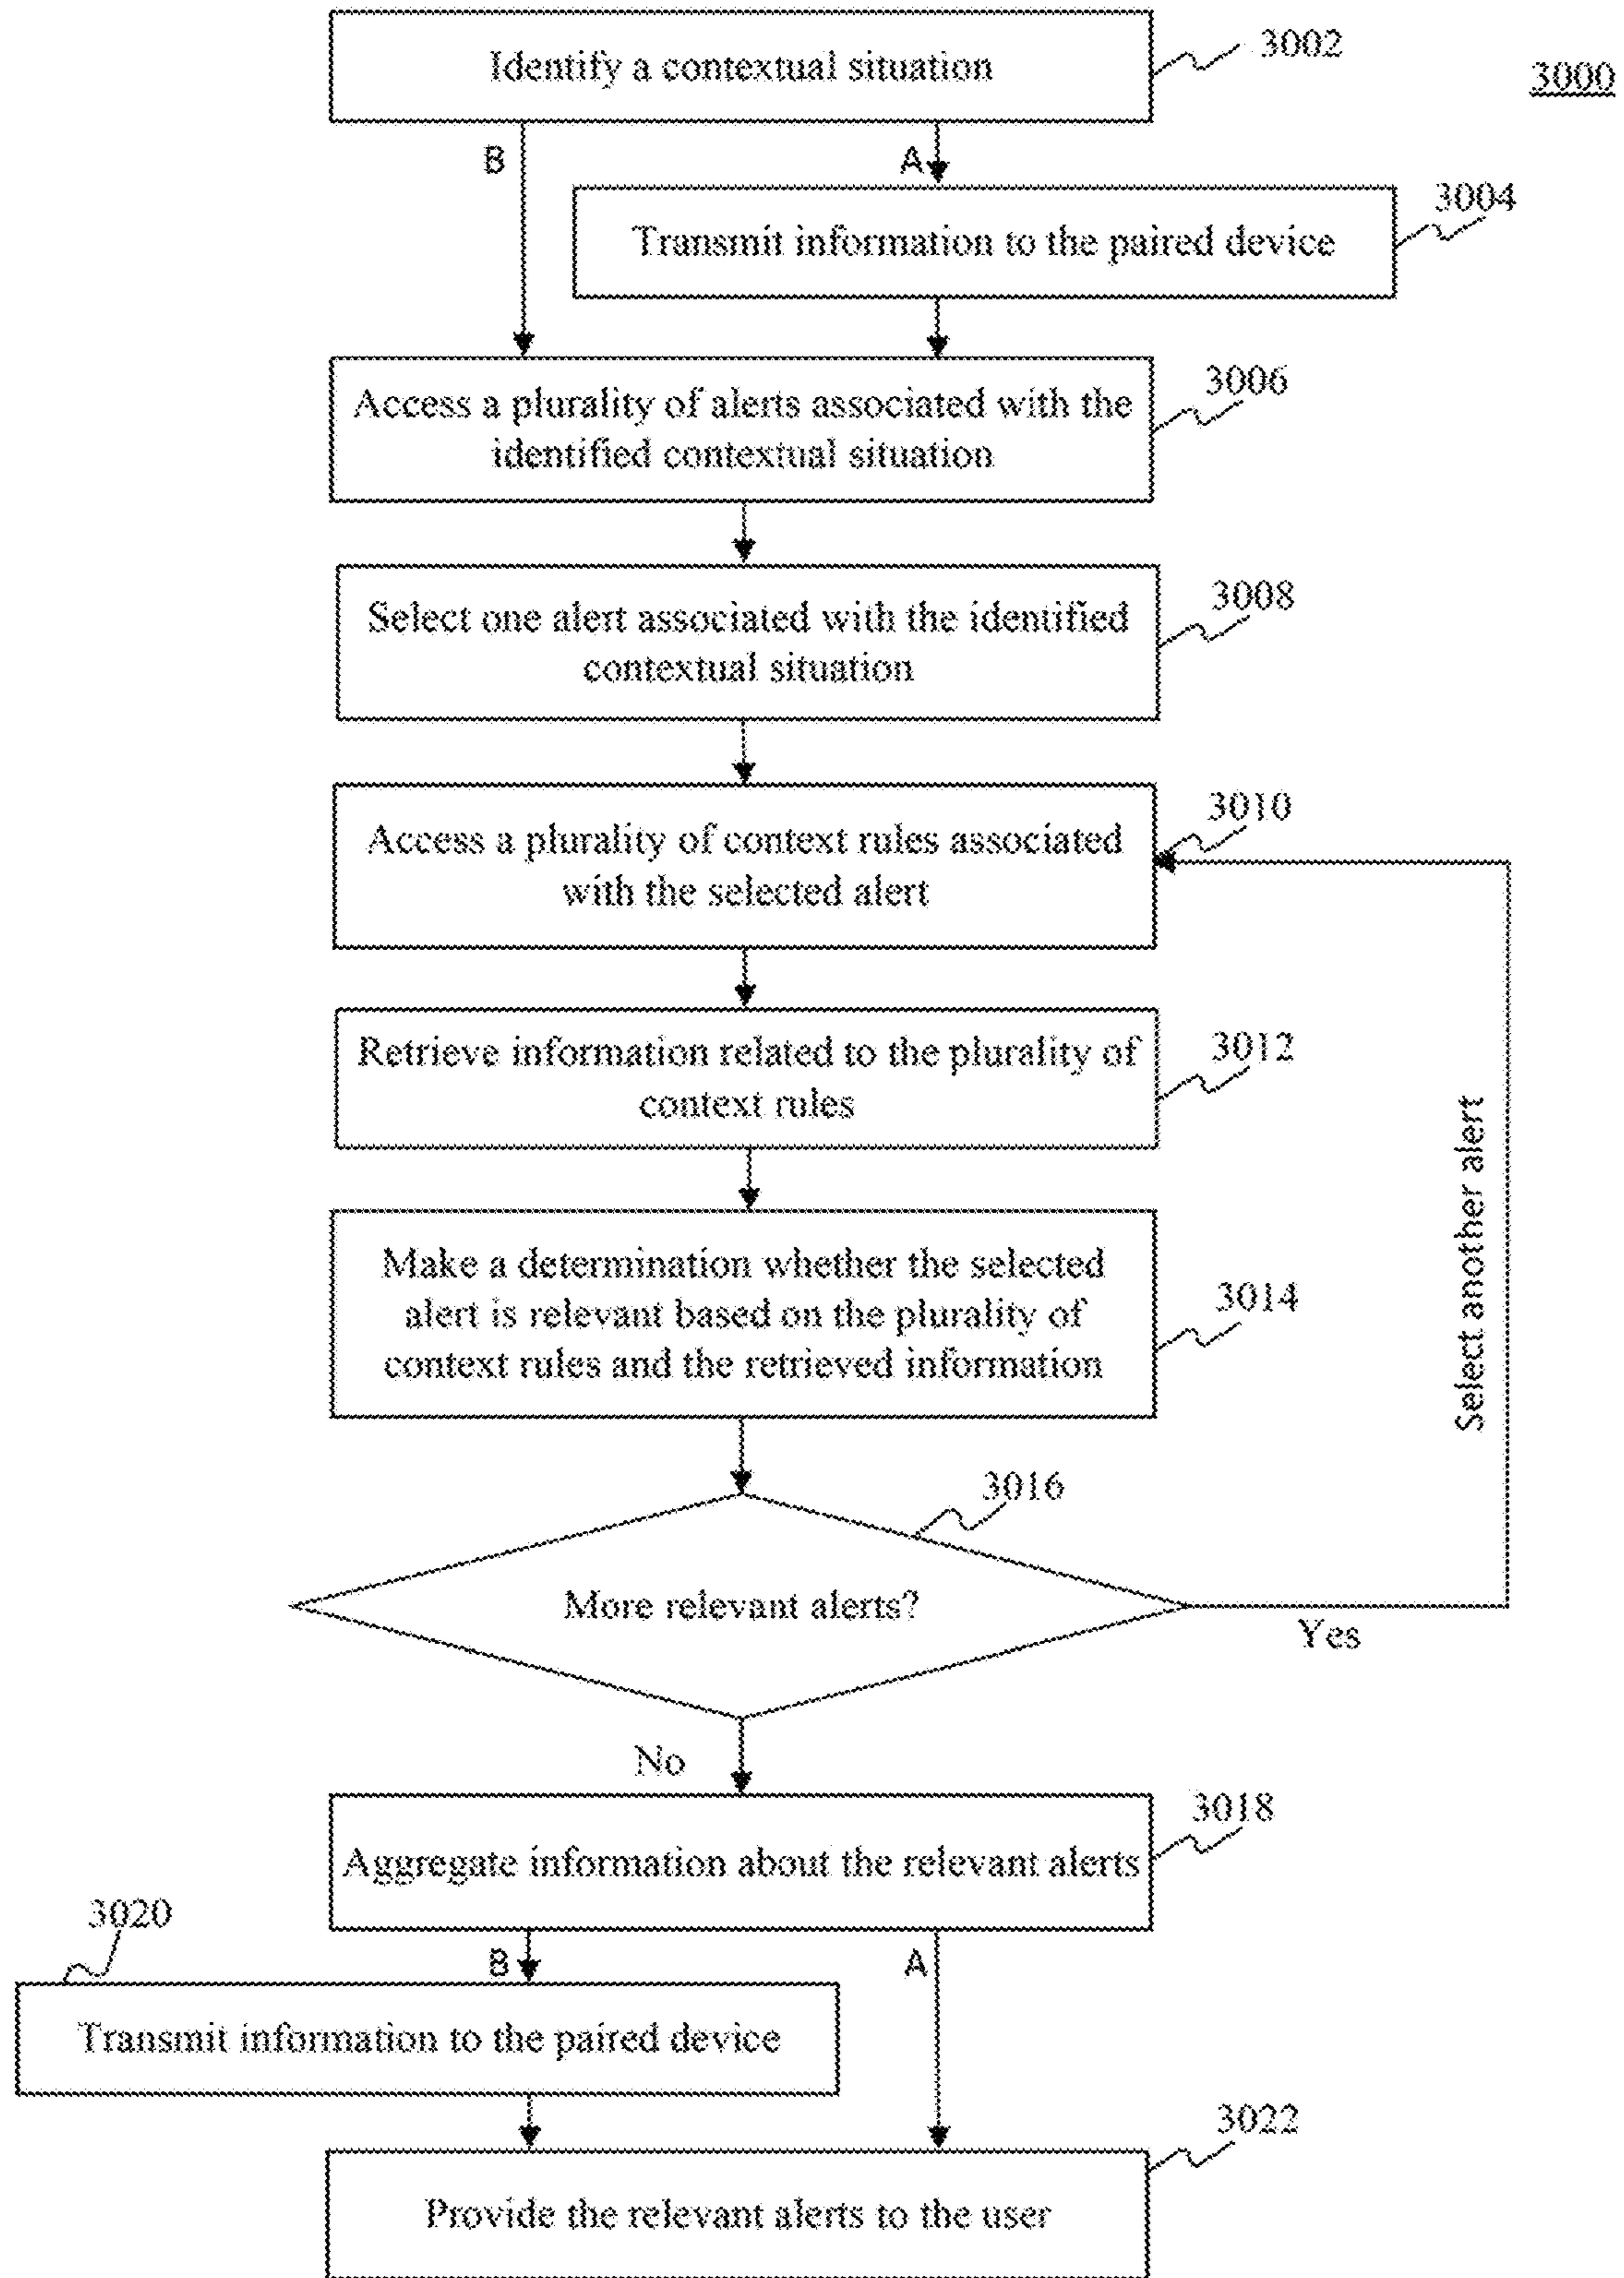 Identify a contextual situation
3002
3000
B
A
3004
Transmit information to the paired device
3006
Access a plurality of alerts associated with the
identified contextual situation
3008
Select one alert associated with the identified
contextual situation
3010
Access a plurality of context rules associated
with the selected alert
3012
Retrieve information related to the plurality of
context rules
Select another alert
Make a determination whether the selected
alert is relevant based on the plurality of
context rules and the retrieved information
3014
3016
More relevant alerts?
Yes
No
3018
Aggregate information about the relevant alerts
3020
B
A
Transmit information to the paired device
3022
Provide the relevant alerts to the user